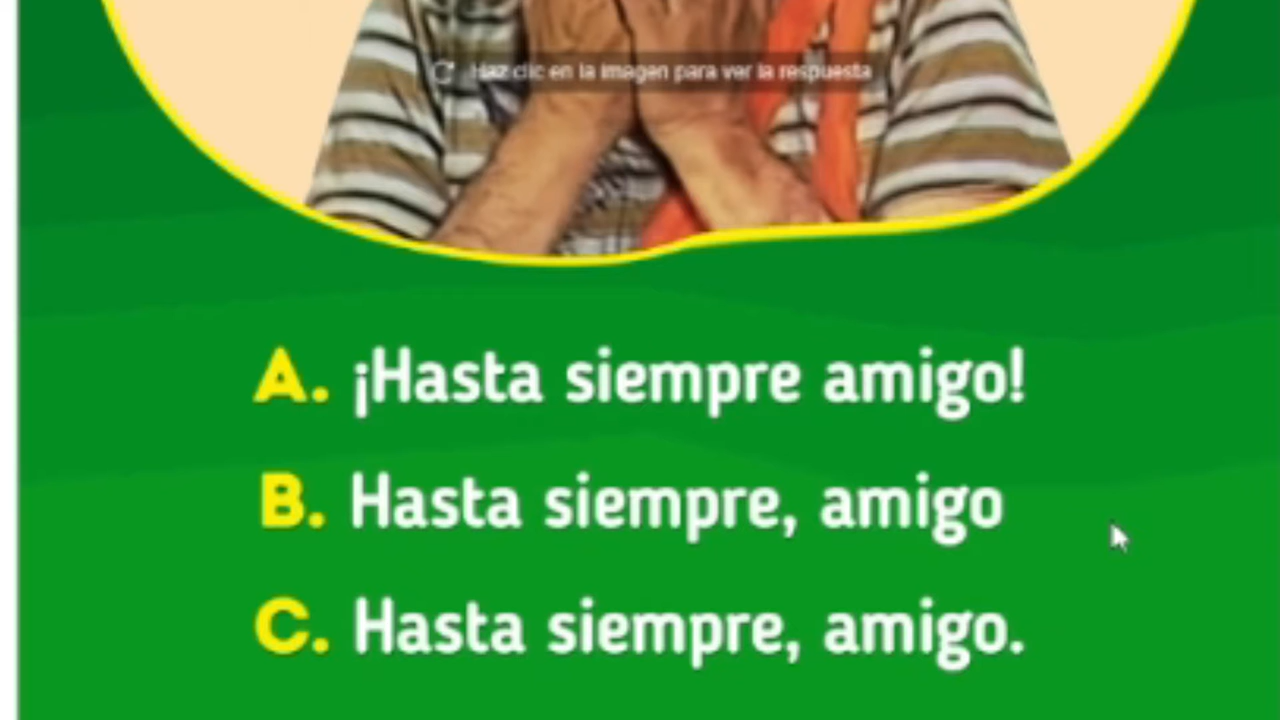 Haz clic en la imagen para ver la respuesta
A. ¡Hasta siempre amigo!
B. Hasta siempre, amigo
C. Hasta siempre, amigo.